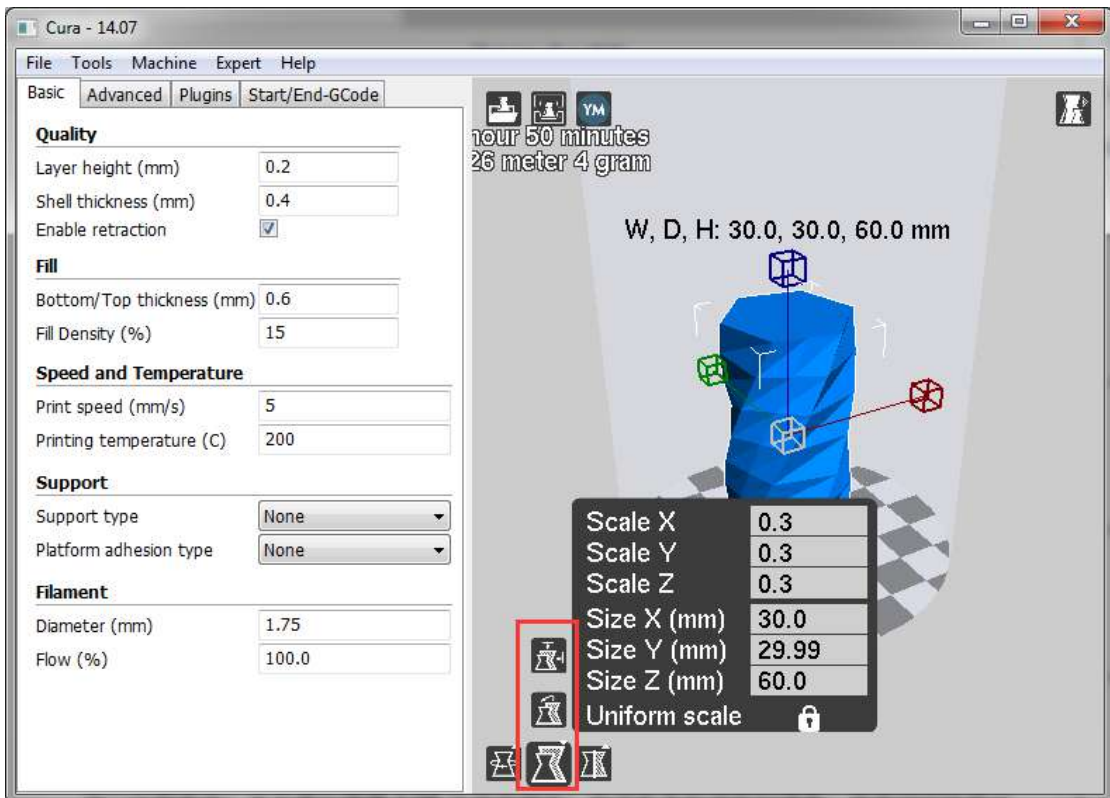 Cura - 14.07
File Tools Machine Expert Help
Basic Advanced Plugins Start/End-GCode
Quality
Layer height (mm) 0.2
Shell thickness (mm) 0.4
Enable retraction
Fill
Bottom/Top thickness (mm) 0.6
Fill Density (%) 15
Speed and Temperature
Print speed (mm/s) 5
Printing temperature (C) 200
Support
Support type None
Platform adhesion type None
Filament
Diameter (mm) 1.75
Flow (%) 100.0
YM
hour 50 minutes
26 meter 4 gram
W, D, H: 30.0, 30.0, 60.0 mm
Scale X 0.3
Scale Y 0.3
Scale Z 0.3
Size X (mm) 30.0
Size Y (mm) 29.99
Size Z (mm) 60.0
Uniform scale